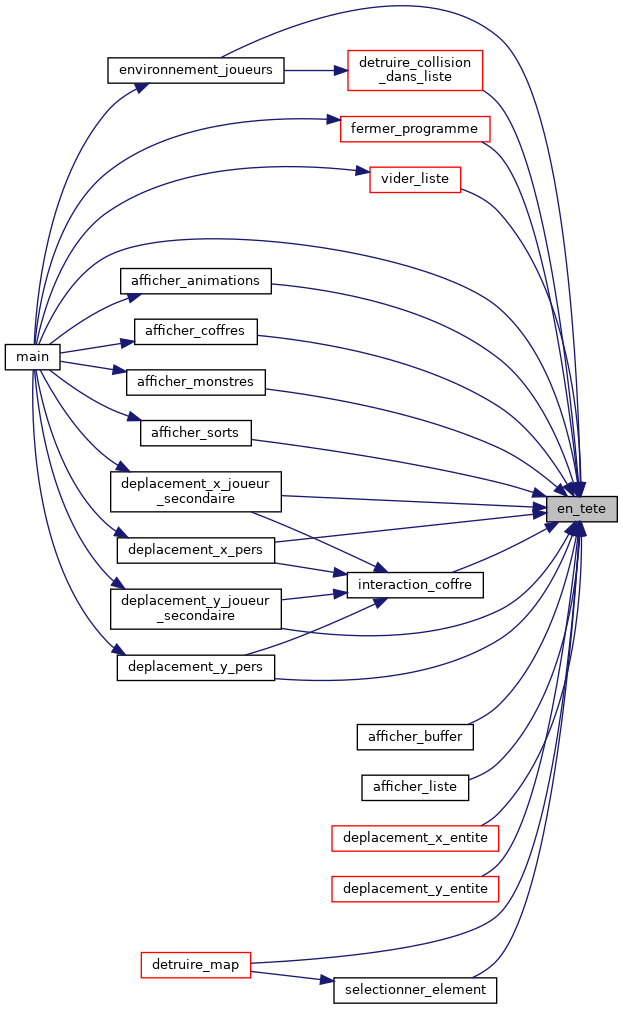 environnement_joueurs
detruire_collision
_dans_liste
fermer_programme
vider_liste
afficher_animations
afficher_coffres
main
afficher_monstres
afficher_sorts
deplacement_x_joueur
_secondaire
en_tete
deplacement_x_pers
interaction_coffre
deplacement_y_joueur
_secondaire
deplacement_y_pers
afficher_buffer
afficher_liste
deplacement_x_entite
deplacement_y_entite
detruire_map
selectionner_element